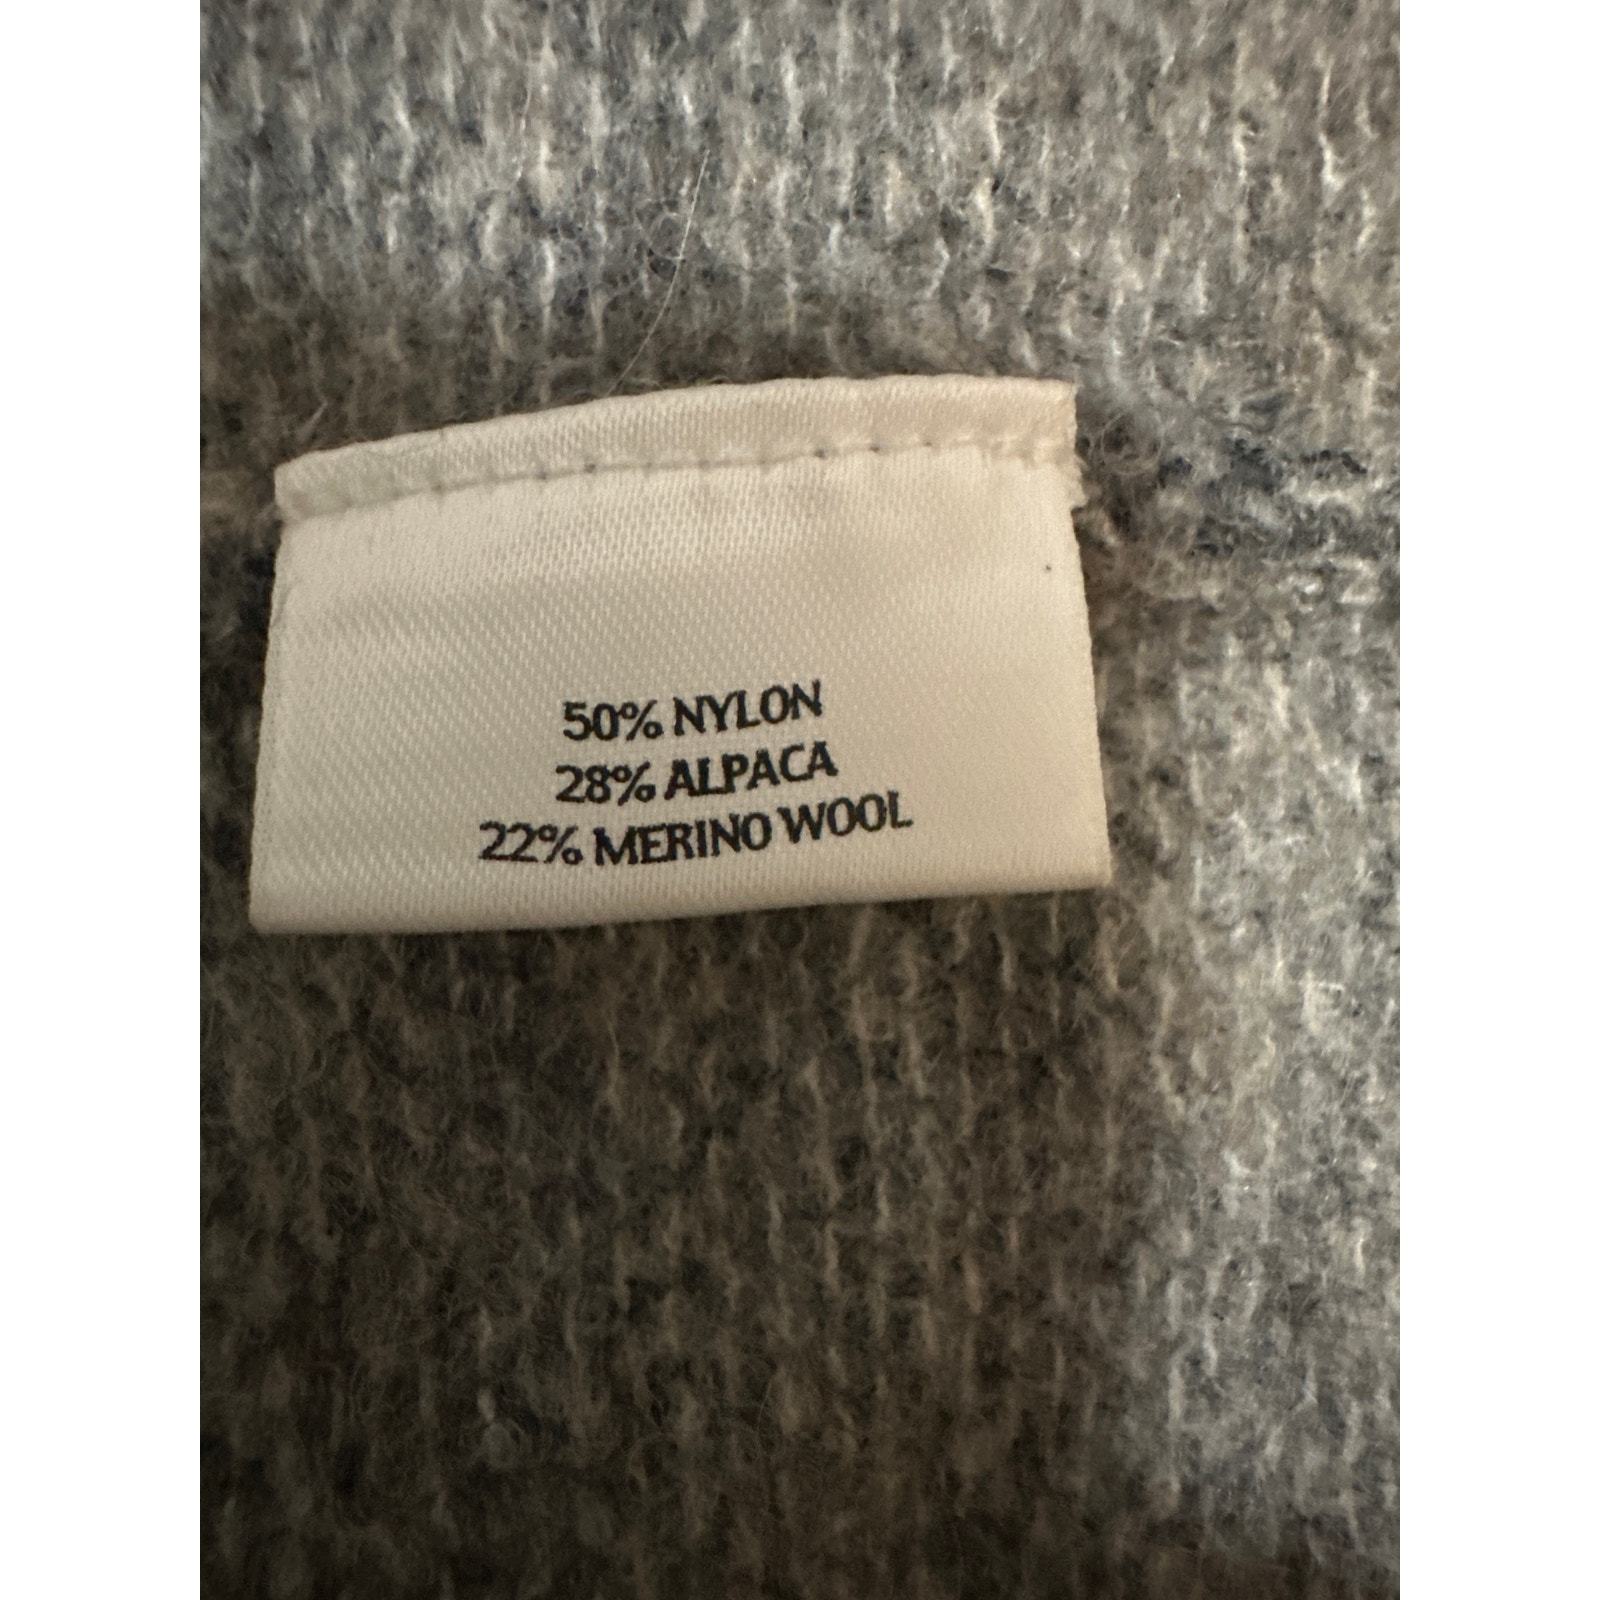 50% NYLON
28% ALPACA
22% MERINO WOOL